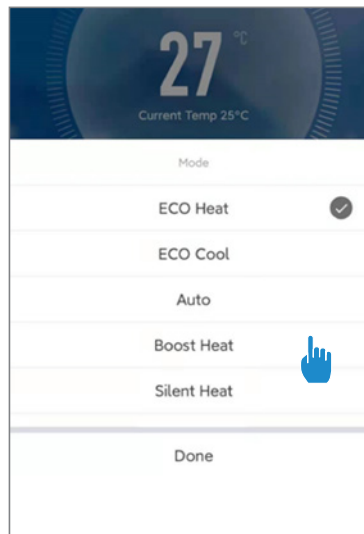 27 °C
Current Temp 25°C
Mode
ECO Heat
ECO Cool
Auto
Boost Heat
Silent Heat
Done